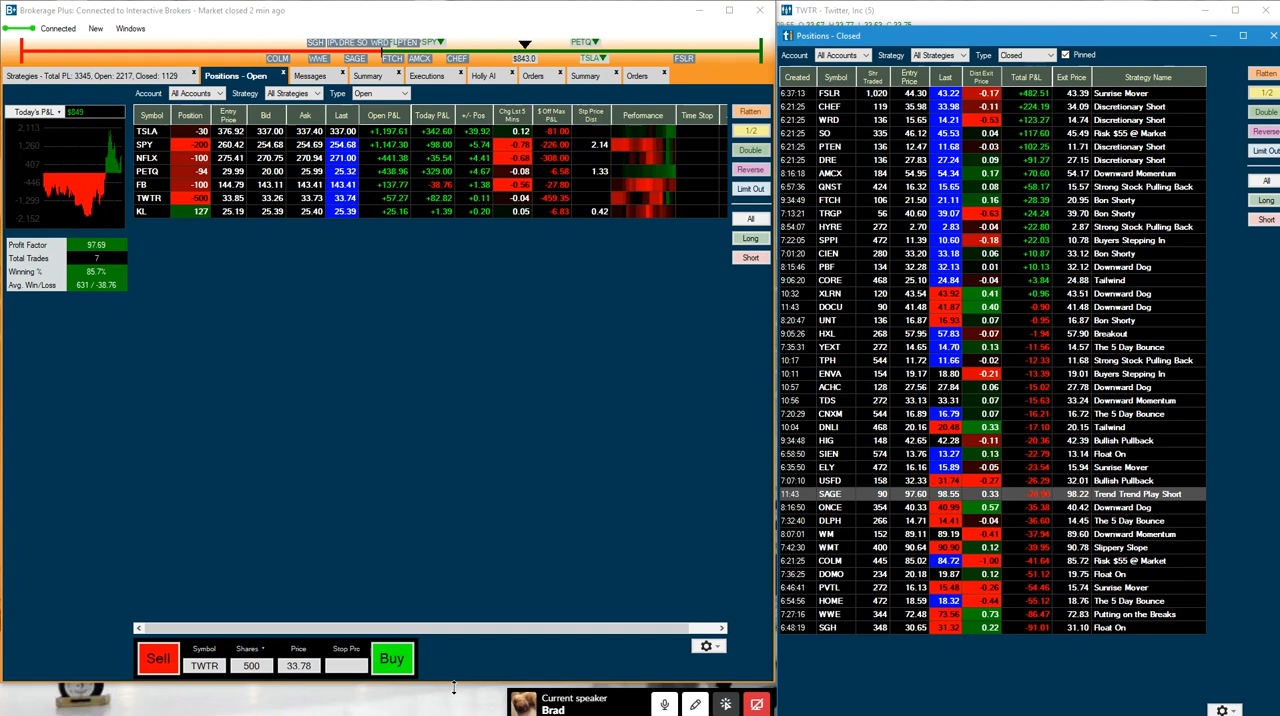 Brokerage Plus: Connected to Interactive Brokers - Market closed 2 min ago
Connected New Windows
SPY▼ PETQ▼
COLM WWE SAGE FTCH AMCX CHEF $843.0 TSLA▼ FSLR
Strategies - Total PL: 3345, Open: 2217, Closed: 1129 x Positions - Open x Messages x Summary x Executions x Holly AI x Orders x Summary x Orders x
Account All Accounts Strategy All Strategies Type Open
Today's P&L $849
2,113
1,260
407
-446
-1,299
-2,152
Profit Factor 97.69
Total Trades 7
Winning % 85.7%
Avg. Win/Loss 631 / -38.76
Symbol Position Entry Price Bid Ask Last Open P&L Today P&L +/- Pos Chg Lst 5 Mins $ Off Max P&L Stp Price Dist Performance Time Stop
TSLA -30 376.92 337.00 337.40 337.00 +1,197.61 +342.60 +39.92 0.12 -81.00
SPY -200 260.42 254.68 254.69 254.68 +1,147.30 +98.00 +5.74 -0.78 -226.00 2.14
NFLX -100 275.41 270.75 270.94 271.00 +441.38 +35.54 +4.41 -0.68 -308.00
PETQ -94 29.99 20.00 29.99 25.32 +438.96 +329.00 +4.67 -0.08 -6.58 1.33
FB -100 144.79 143.11 143.41 143.41 +137.77 -38.76 +1.38 -0.56 -27.80
TWTR -500 33.85 33.26 33.73 33.74 +57.27 +82.82 +0.11 -0.04 -459.35
KL 127 25.19 25.39 25.40 25.39 +25.16 +1.39 +0.20 0.05 -6.83 0.42
Flatten
1/2
Double
Reverse
Limit Out
All
Long
Short
Sell Symbol TWTR Shares 500 Price 33.78 Stop Prc Buy
Current speaker
Brad
TWTR - Twitter, Inc (5)
Positions - Closed
Account All Accounts Strategy All Strategies Type Closed Pinned
Created Symbol Shr Traded Entry Price Last Dist Exit Price Total P&L Exit Price Strategy Name
6:37:13 FSLR 1,020 44.30 43.22 -0.17 +482.51 43.39 Sunrise Mover
6:21:25 CHEF 119 35.88 33.98 -0.11 +224.19 34.09 Discretionary Short
6:21:25 WRD 136 15.65 14.21 -0.53 +123.27 14.74 Discretionary Short
6:21:25 SO 335 46.12 45.53 0.04 +117.60 45.49 Risk $55 @ Market
6:21:25 PTEN 136 12.47 11.68 -0.03 +102.25 11.71 Discretionary Short
6:21:25 DRE 136 27.83 27.24 0.09 +91.27 27.15 Discretionary Short
8:18:16 AMCX 184 54.95 54.34 0.17 +70.60 54.17 Downward Momentum
6:57:36 QNST 424 16.32 15.65 0.08 +58.17 15.57 Strong Stock Pulling Back
9:49:34 FTCH 106 21.50 21.11 0.16 +28.39 20.95 Bon Shorty
7:13:21 TRGP 56 40.60 39.07 -0.63 +24.24 39.70 Bon Shorty
9:11:39 HYRE 272 2.70 2.83 -0.04 +22.80 2.87 Strong Stock Pulling Back
7:22:05 SPPI 472 11.39 10.60 -0.18 +22.03 10.78 Buyers Stepping In
7:01:20 CIEN 280 33.20 33.18 0.06 +10.87 33.12 Bon Shorty
8:15:46 PBF 134 32.28 32.13 0.01 +10.13 32.12 Downward Dog
9:06:20 CORE 468 25.10 24.84 -0.04 +3.84 24.88 Tailwind
10:32 XLRN 120 43.54 43.92 0.41 +0.96 43.51 Downward Dog
11:43 DOCU 90 41.48 41.87 0.40 -0.90 41.48 Downward Dog
8:20:47 UNT 136 16.87 16.93 0.07 -0.95 16.87 Bon Shorty
9:05:26 HXL 268 57.95 57.83 -0.07 -1.94 57.90 Breakout
7:35:31 YEXT 272 14.65 14.70 0.13 -11.56 14.57 The 5 Day Bounce
10:17 TPH 544 11.72 11.66 -0.02 -12.33 11.68 Strong Stock Pulling Back
10:11 ENVA 154 19.17 18.80 -0.21 -13.39 19.01 Buyers Stepping In
10:57 ACHC 128 27.56 27.84 0.06 -15.02 27.78 Downward Dog
10:56 TDS 272 33.13 33.31 0.07 -15.63 33.24 Downward Momentum
7:20:29 CNXM 544 16.89 16.79 0.07 -16.21 16.72 The 5 Day Bounce
10:04 DNLI 468 20.16 20.48 0.33 -17.10 20.15 Tailwind
9:34:48 HIG 148 42.65 42.28 -0.11 -20.36 42.39 Bullish Pullback
6:58:50 SIEN 574 13.76 13.27 0.13 -22.79 13.14 Float On
6:35:50 ELY 472 16.16 15.89 -0.05 -23.54 15.94 Sunrise Mover
7:07:10 USFD 158 32.33 31.74 -0.27 -26.29 32.01 Bullish Pullback
11:43 SAGE 90 97.60 98.55 0.33 98.22 Trend Trend Play Short
8:16:50 ONCE 354 40.33 40.99 0.57 -35.38 40.42 Downward Dog
7:32:40 DLPH 266 14.71 14.41 -0.04 -36.60 14.45 The 5 Day Bounce
8:07:01 WM 152 89.11 89.19 -0.41 -37.94 89.60 Downward Momentum
7:42:30 WMT 400 90.64 90.90 0.12 -39.95 90.78 Slippery Slope
6:21:25 COLM 445 85.02 84.72 -1.00 -41.64 85.72 Risk $55 @ Market
7:36:25 DOMO 234 20.18 19.87 0.12 -51.12 19.75 Float On
6:46:41 PVTL 272 16.13 15.48 -0.26 -54.46 15.74 Sunrise Mover
6:54:56 HOME 472 18.59 18.32 -0.44 -55.12 18.76 The 5 Day Bounce
7:27:16 WWE 344 72.48 73.56 0.73 -86.47 72.83 Putting on the Breaks
6:48:19 SGH 348 30.65 31.32 0.22 -91.01 31.10 Float On
Flatten
1/2
Double
Reverse
Limit Out
All
Long
Short